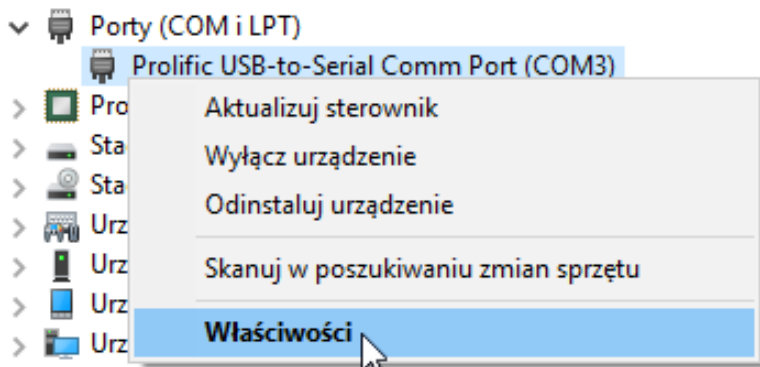 Porty (COM i LPT)
Prolific USB-to-Serial Comm Port (COM3)
Pro
Aktualizuj sterownik
Sta
Wyłącz urządzenie
Sta
Odinstaluj urządzenie
Urz
Urz
Skanuj w poszukiwaniu zmian sprzętu
Urz
Urz
Właściwości